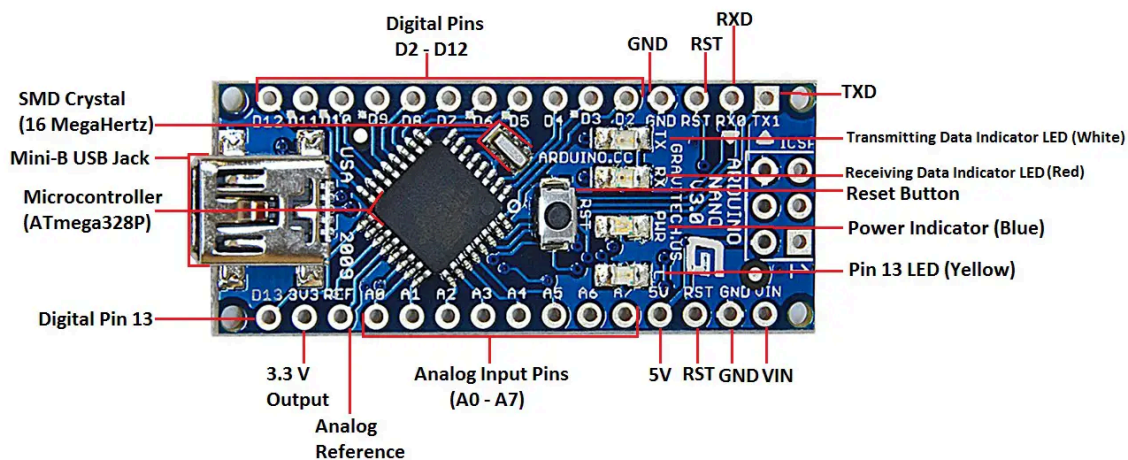 RXD
Digital Pins
D2 - D12
GND
RST
TXD
SMD Crystal
(16 MegaHertz)
Mini-B USB Jack
Microcontroller
(ATmega328P)
D12 D11 D10 D9 D8 D7 D6 D5 D4 D3 D2 GND RST RX0 TX1
Transmitting Data Indicator LED (White)
Receiving Data Indicator LED (Red)
Reset Button
Power Indicator (Blue)
Pin 13 LED (Yellow)
USA
2009
ARDUINO.CC
TX
RX
PWR
L
RST
GRAVITECH.US
ARDUINO
NANO
V3.0
ICSP
1
G
D13 3V3 REF A0 A1 A2 A3 A4 A5 A6 A7 5V RST GND VIN
Digital Pin 13
3.3 V
Output
Analog
Reference
Analog Input Pins
(A0 - A7)
5V
RST
GND
VIN